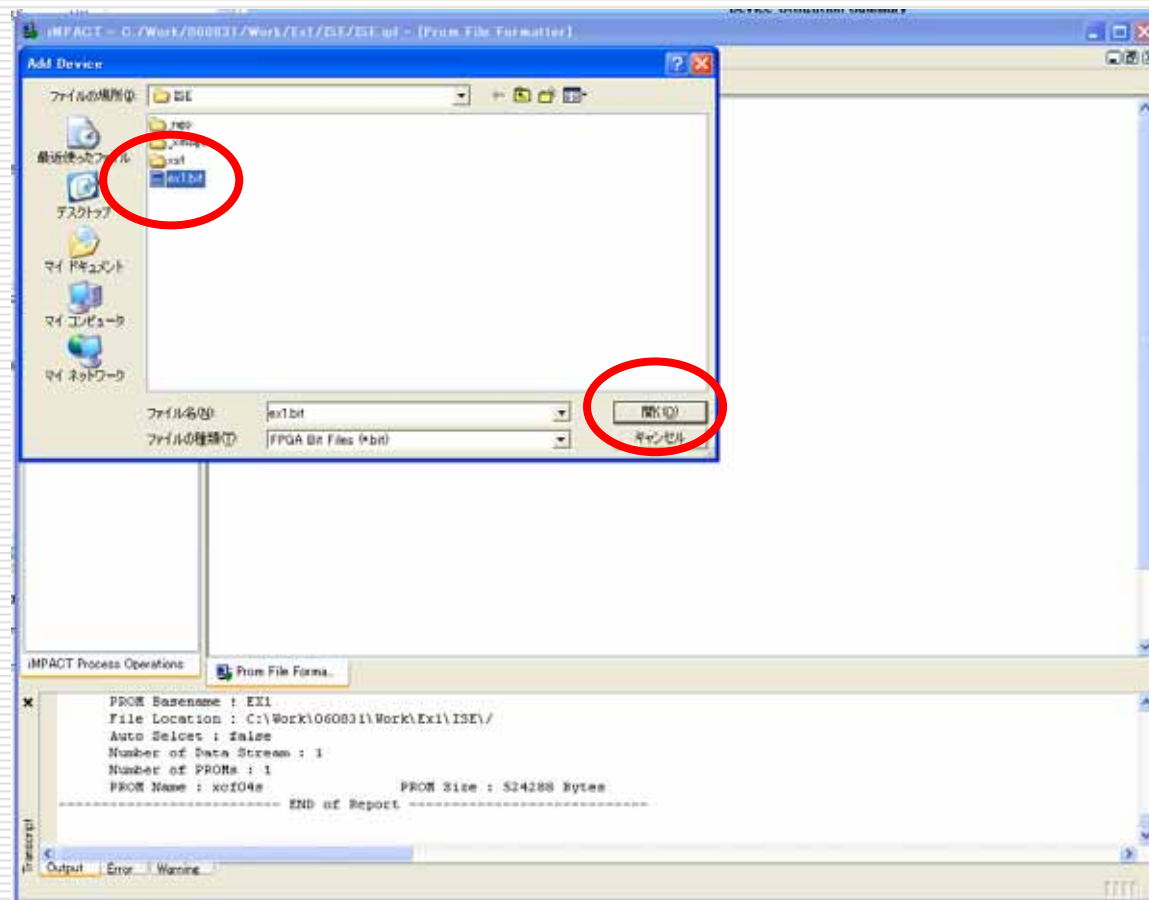 Device Utilization Summary
iMPACT - C:/Work/060831/Work/Ex1/ISE/ISE.ipf - [Prom File Formatter]
Add Device
ファイルの場所(I):
ISE
_ngo
_xmsgs
xst
ex1.bit
最近使ったファイル
デスクトップ
マイ ドキュメント
マイ コンピュータ
マイ ネットワーク
ファイル名(N):
ex1.bit
開く(O)
ファイルの種類(T):
FPGA Bit Files (*.bit)
キャンセル
iMPACT Process Operations
Prom File Forma..
PROM Basename : EX1
File Location : C:\Work\060831\Work\Ex1\ISE\/
Auto Selcet : false
Number of Data Stream : 1
Number of PROMs : 1
PROM Name : xcf04s PROM Size : 524288 Bytes
---------------------------- END of Report ------------------------------
Transcript
Output Error Warning